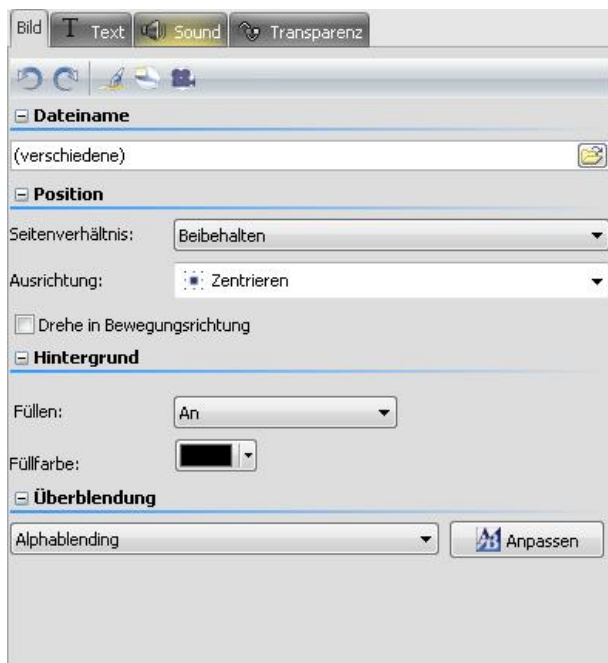 Bild T Text Sound Transparenz
Dateiname
(verschiedene)
Position
Seitenverhältnis: Beibehalten
Ausrichtung: Zentrieren
Drehe in Bewegungsrichtung
Hintergrund
Füllen: An
Füllfarbe:
Überblendung
Alphablending Anpassen